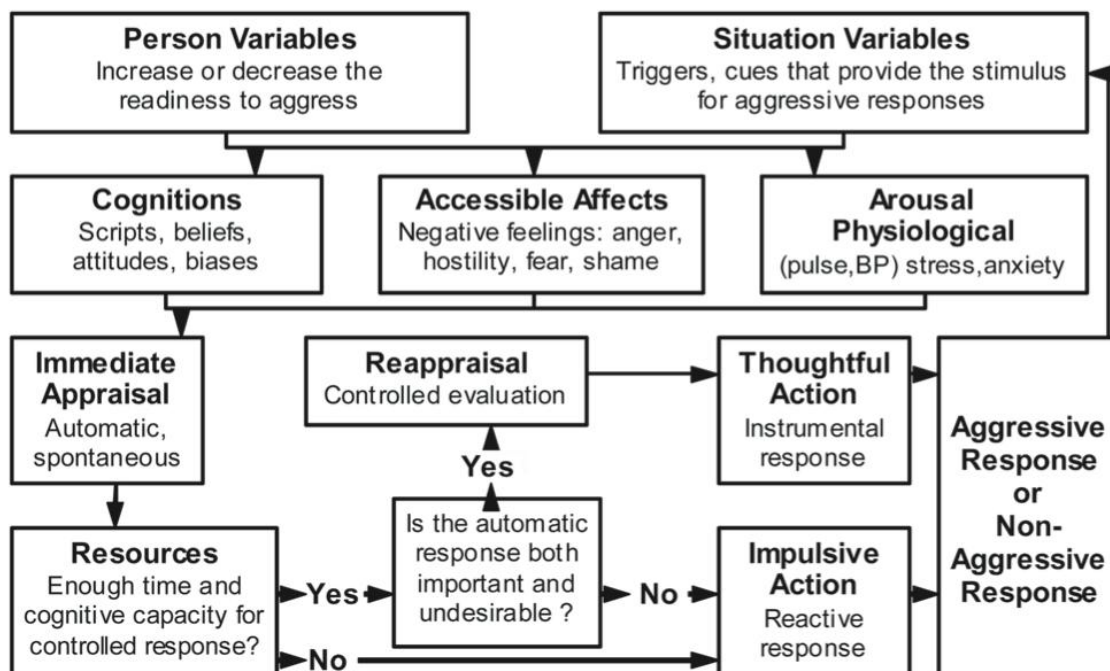 Person Variables
Increase or decrease the
readiness to aggress
Situation Variables
Triggers, cues that provide the stimulus
for aggressive responses
Cognitions
Scripts, beliefs,
attitudes, biases
Accessible Affects
Negative feelings: anger,
hostility, fear, shame
Arousal
Physiological
(pulse,BP) stress,anxiety
Immediate
Appraisal
Automatic,
spontaneous
Reappraisal
Controlled evaluation
Thoughtful
Action
Instrumental
response
Yes
Resources
Enough time and
cognitive capacity for
controlled response?
Yes
No
Is the automatic
response both
important and
undesirable ?
No
Impulsive
Action
Reactive
response
Aggressive
Response
or
Non-
Aggressive
Response